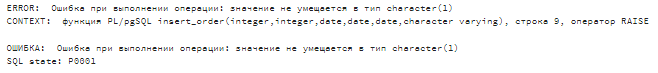 ERROR:  Ошибка при выполнении операции: значение не умещается в тип character(1)
CONTEXT:  функция PL/pgSQL insert_order(integer,integer,date,date,date,character varying), строка 9, оператор RAISE
ОШИБКА:  Ошибка при выполнении операции: значение не умещается в тип character(1)
SQL state: P0001